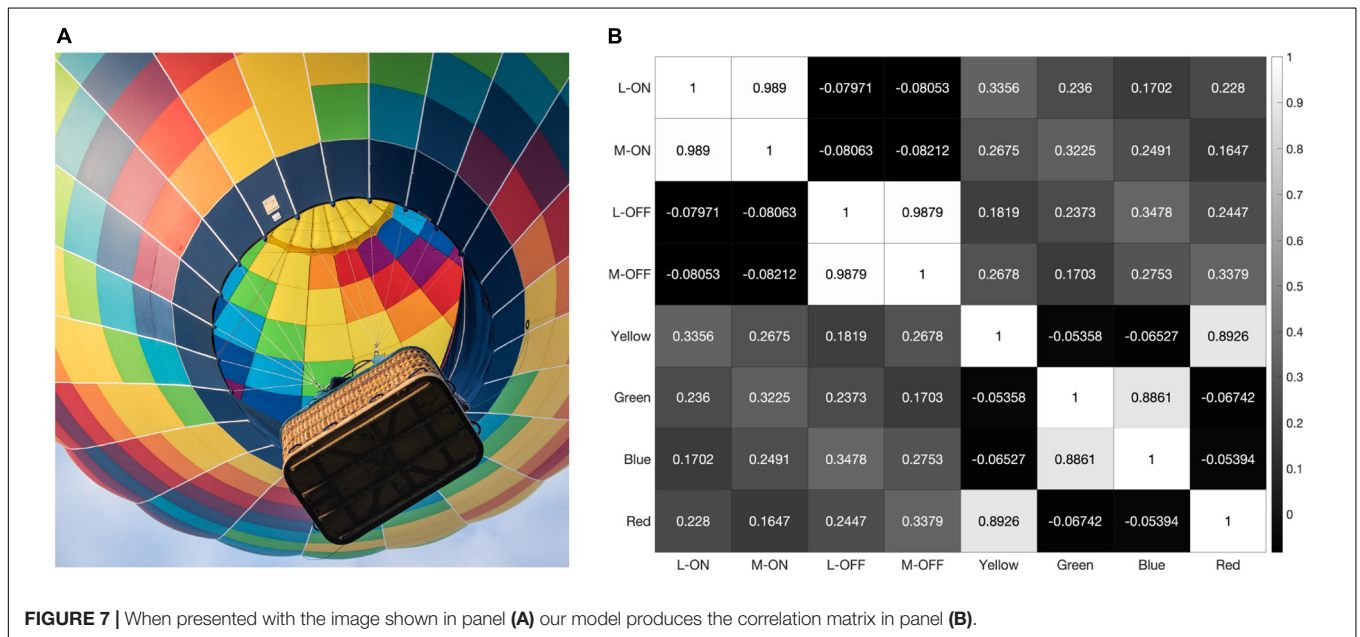 A
B
L-ON 1 0.989 -0.07971 -0.08053 0.3356 0.236 0.1702 0.228
M-ON 0.989 1 -0.08063 -0.08212 0.2675 0.3225 0.2491 0.1647
L-OFF -0.07971 -0.08063 1 0.9879 0.1819 0.2373 0.3478 0.2447
M-OFF -0.08053 -0.08212 0.9879 1 0.2678 0.1703 0.2753 0.3379
Yellow 0.3356 0.2675 0.1819 0.2678 1 -0.05358 -0.06527 0.8926
Green 0.236 0.3225 0.2373 0.1703 -0.05358 1 0.8861 -0.06742
Blue 0.1702 0.2491 0.3478 0.2753 -0.06527 0.8861 1 -0.05394
Red 0.228 0.1647 0.2447 0.3379 0.8926 -0.06742 -0.05394 1
L-ON M-ON L-OFF M-OFF Yellow Green Blue Red
1
0.9
0.8
0.7
0.6
0.5
0.4
0.3
0.2
0.1
0
FIGURE 7 | When presented with the image shown in panel (A) our model produces the correlation matrix in panel (B).